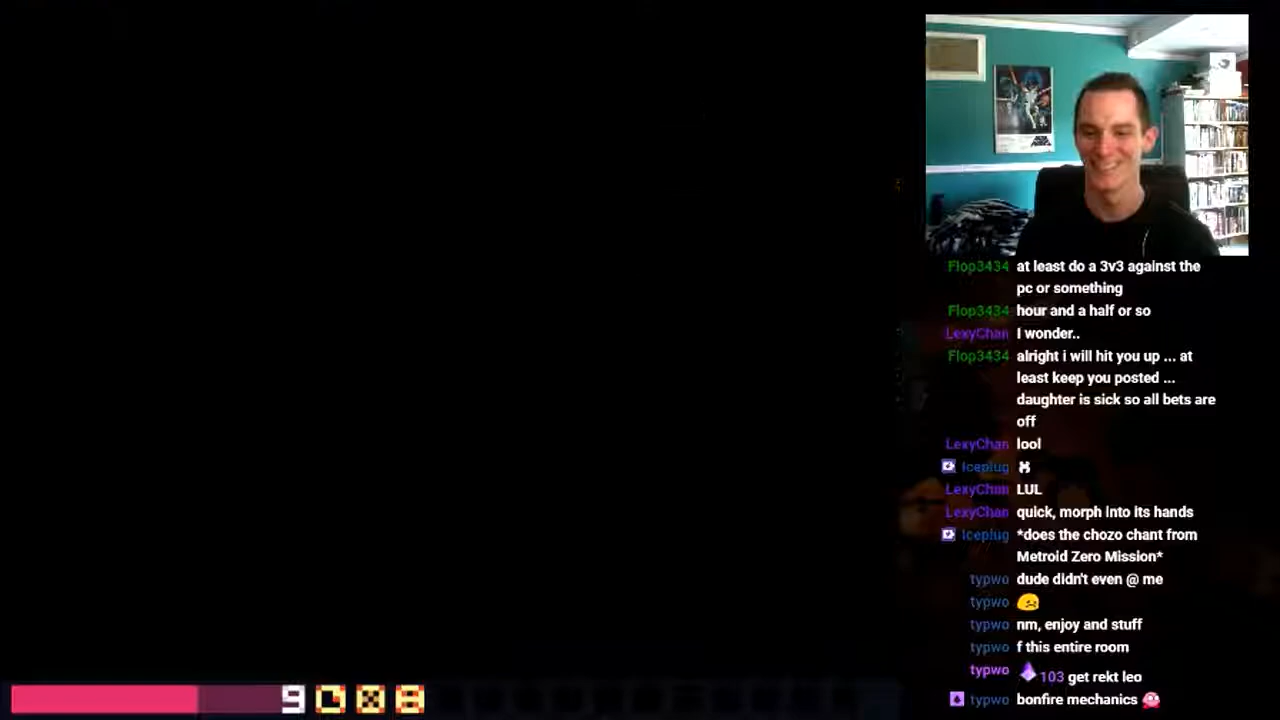 Flop3434 at least do a 3v3 against the
pc or something
Flop3434 hour and a half or so
LexyChan I wonder..
Flop3434 alright i will hit you up ... at
least keep you posted ...
daughter is sick so all bets are
off
LexyChan lool
Iceplug
LexyChan LUL
LexyChan quick, morph into its hands
Iceplug *does the chozo chant from
Metroid Zero Mission*
typwo dude didn't even @ me
typwo
typwo nm, enjoy and stuff
typwo f this entire room
typwo 103 get rekt leo
typwo bonfire mechanics
9